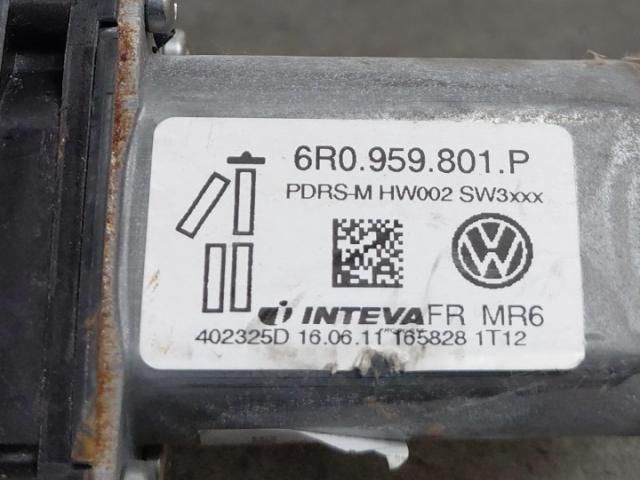 6R0.959.801.P
PDRS-M HW002 SW3xxx
INTEVA FR MR6
402325D 16.06.11 165828 1T12